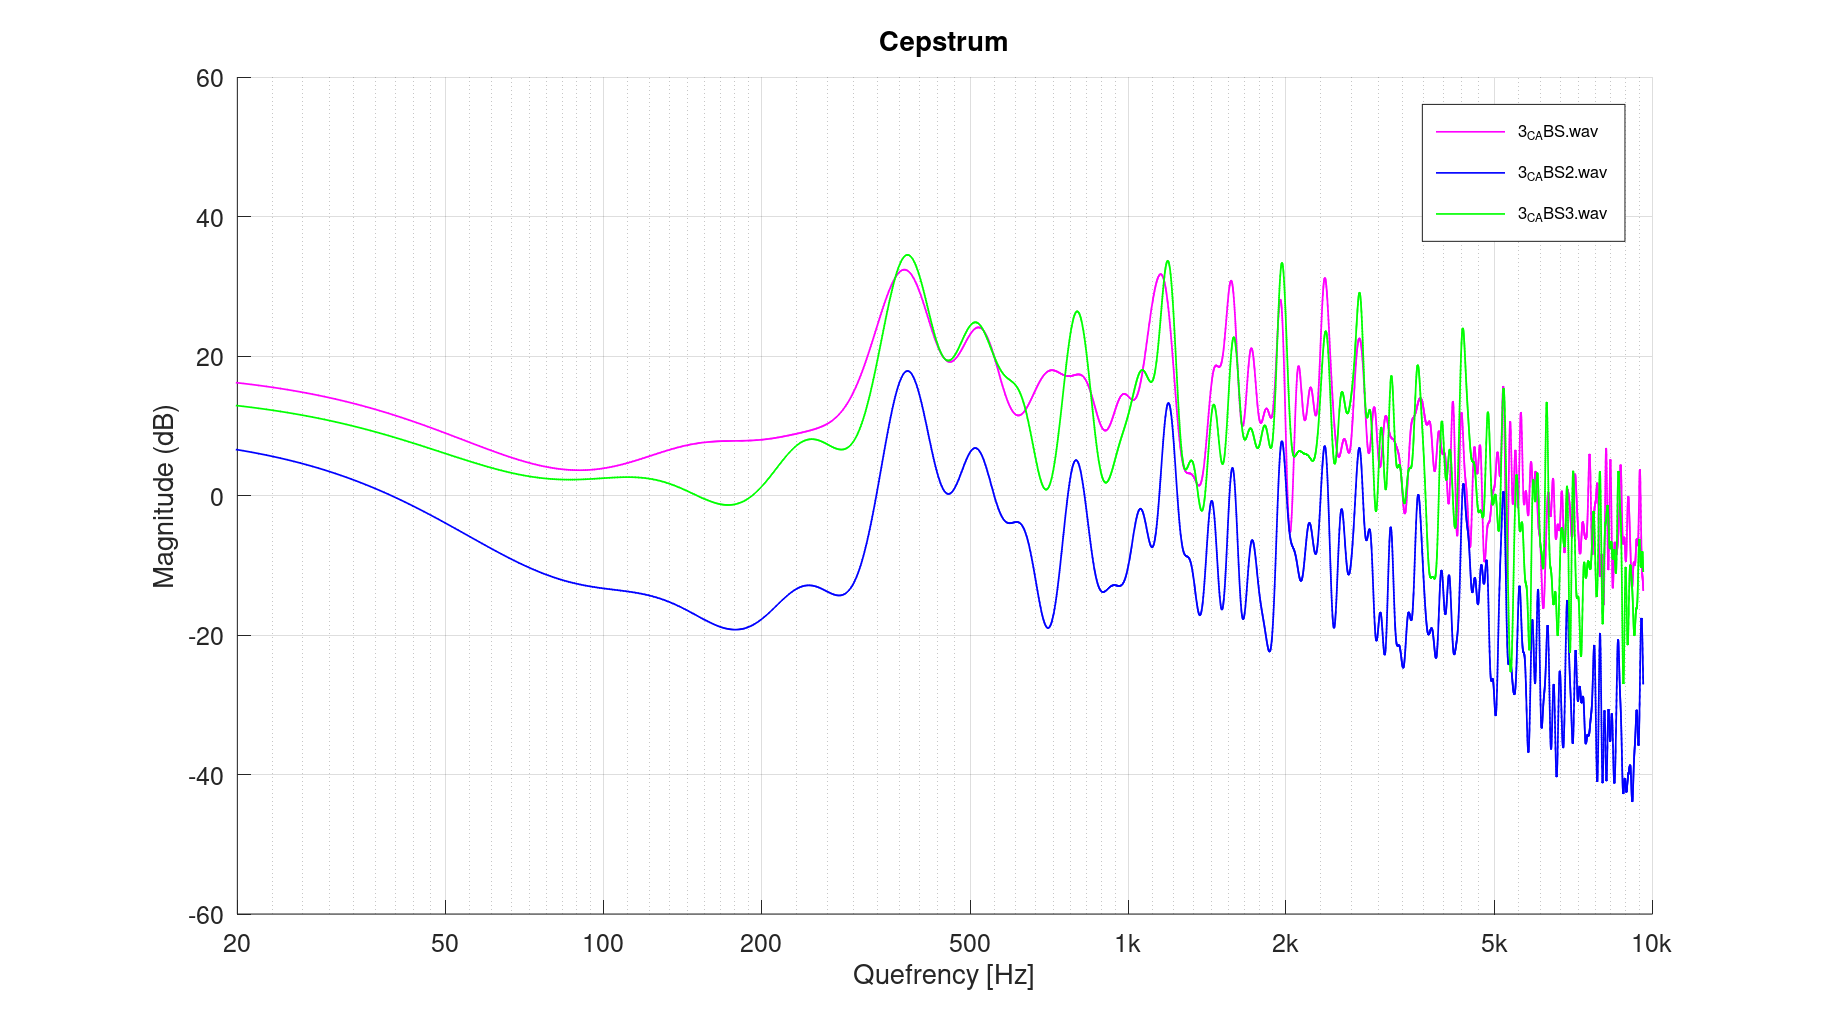 Cepstrum
60
40
20
0
-20
-40
-60
Magnitude (dB)
3CABS.wav
3CABS2.wav
3CABS3.wav
20 50 100 200 500 1k 2k 5k 10k
Quefrency [Hz]